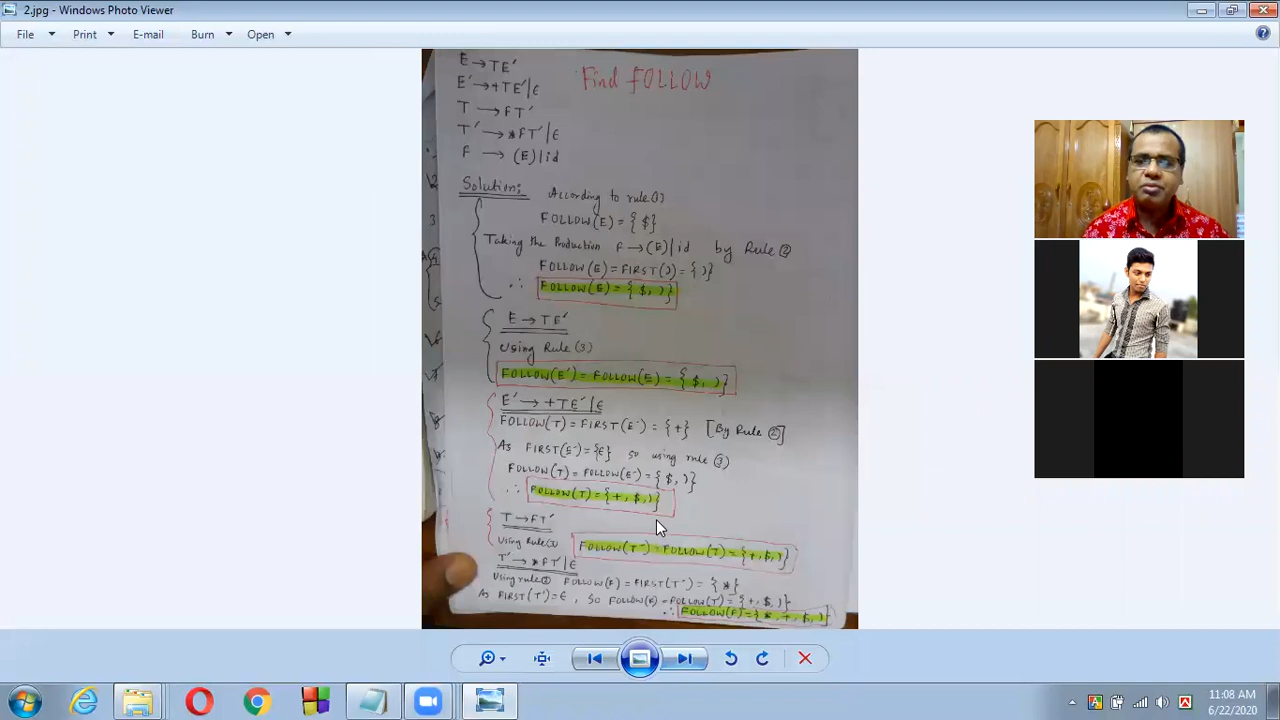 2.jpg - Windows Photo Viewer
File Print E-mail Burn Open
E → TE'
E' → +TE'|ϵ
T → FT'
T' → *FT'|ϵ
F → (E)|id
Find FOLLOW
Solution:
According to rule (1)
FOLLOW(E) = {$}
Taking the Production F → (E)|id by Rule ②
FOLLOW(E) = FIRST()) = {)}
∴ FOLLOW(E) = {$, )}
E → TE'
Using Rule (3)
FOLLOW(E') = FOLLOW(E) = {$, )}
E' → +TE'|ϵ
FOLLOW(T) = FIRST(E') = {+} [By Rule ②]
As FIRST(E') = {ϵ} so using rule ③
FOLLOW(T) = FOLLOW(E') = {$, )}
∴ FOLLOW(T) = {+, $, )}
T → FT'
Using Rule (3) FOLLOW(T') = FOLLOW(T) = {+, $, )}
T' → *FT'|ϵ
Using rule ② FOLLOW(F) = FIRST(T') = {*}
As FIRST(T') = ϵ, so FOLLOW(F) = FOLLOW(T) = {+, $, )}
∴ FOLLOW(F) = {*, +, $, )}
11:08 AM
6/22/2020